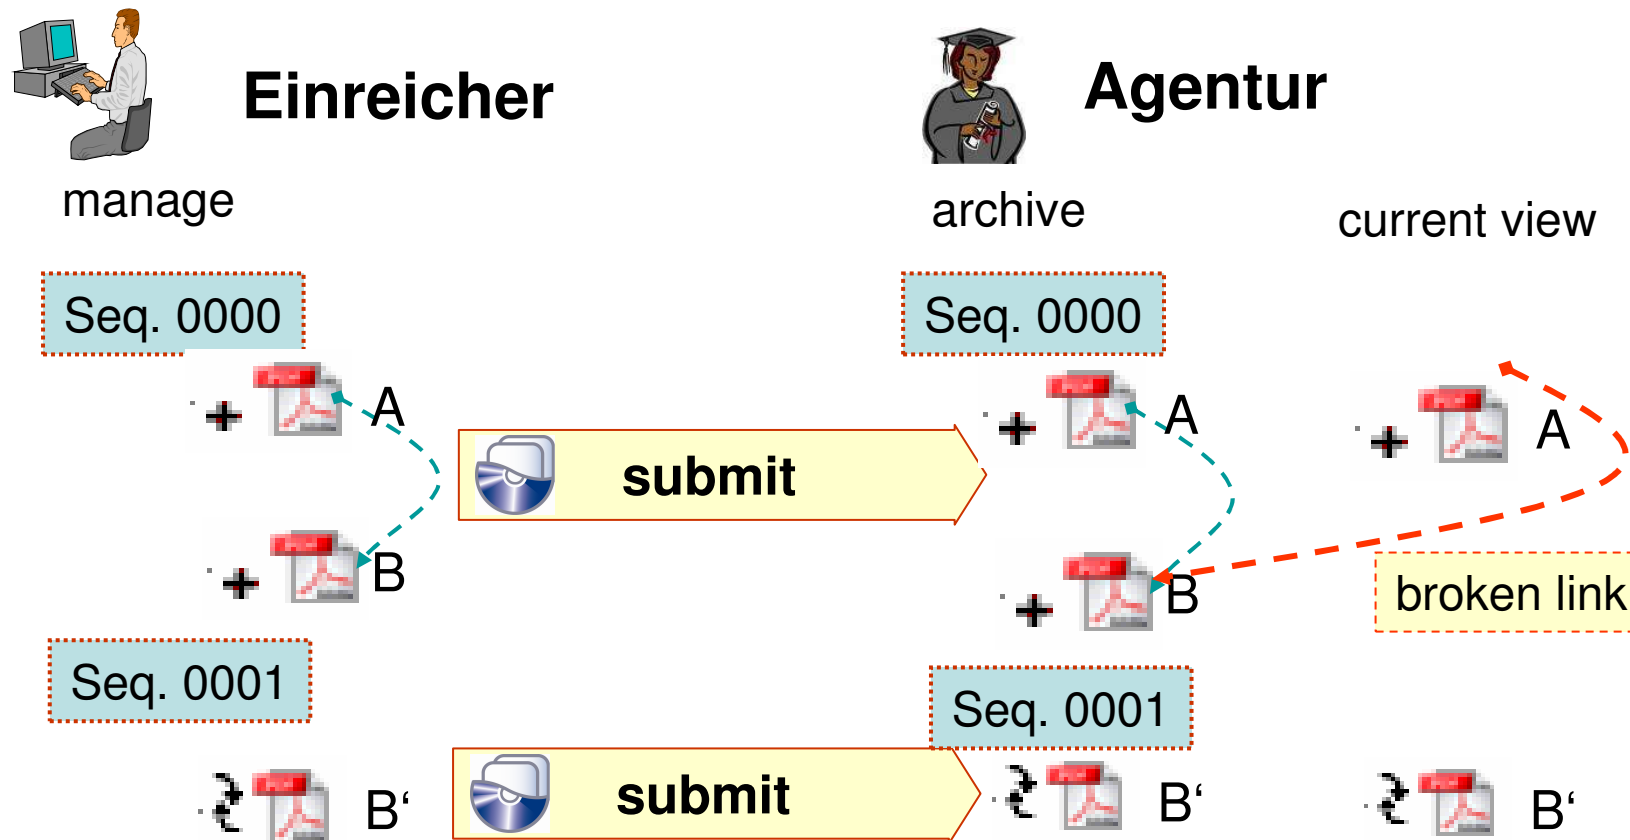 Einreicher
Agentur
manage
archive
current view
Seq. 0000
Seq. 0000
A
A
A
submit
B
B
broken link
Seq. 0001
Seq. 0001
submit
B‘
B‘
B‘